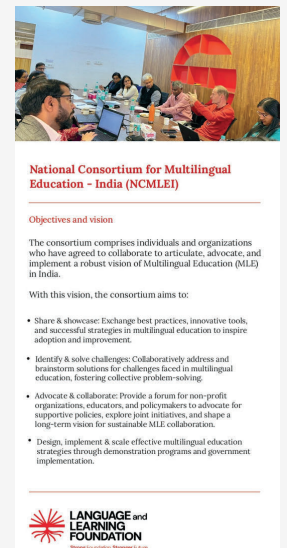 National Consortium for Multilingual
Education - India (NCMLEI)
Objectives and vision
The consortium comprises individuals and organizations
who have agreed to collaborate to articulate, advocate, and
implement a robust vision of Multilingual Education (MLE)
in India.
With this vision, the consortium aims to:
• Share & showcase: Exchange best practices, innovative tools,
and successful strategies in multilingual education to inspire
adoption and improvement.
• Identify & solve challenges: Collaboratively address and
brainstorm solutions for challenges faced in multilingual
education, fostering collective problem-solving.
• Advocate & collaborate: Provide a forum for non-profit
organizations, educators, and policymakers to advocate for
supportive policies, explore joint initiatives, and shape a
long-term vision for sustainable MLE collaboration.
• Design, implement & scale effective multilingual education
strategies through demonstration programs and government
implementation.
LANGUAGE and
LEARNING
FOUNDATION